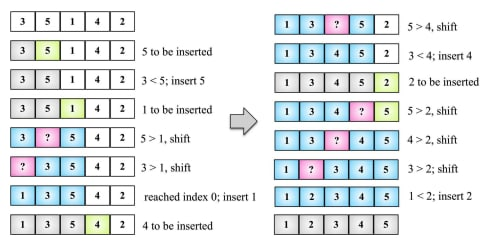 3 5 1 4 2
3 5 1 4 2 5 to be inserted
3 5 1 4 2 3 < 5; insert 5
3 5 1 4 2 1 to be inserted
3 ? 5 4 2 5 > 1, shift
? 3 5 4 2 3 > 1, shift
1 3 5 4 2 reached index 0; insert 1
1 3 5 4 2 4 to be inserted
1 3 ? 5 2 5 > 4, shift
1 3 4 5 2 3 < 4; insert 4
1 3 4 5 2 2 to be inserted
1 3 4 ? 5 5 > 2, shift
1 3 ? 4 5 4 > 2, shift
1 ? 3 4 5 3 > 2; shift
1 2 3 4 5 1 < 2; insert 2
1 2 3 4 5